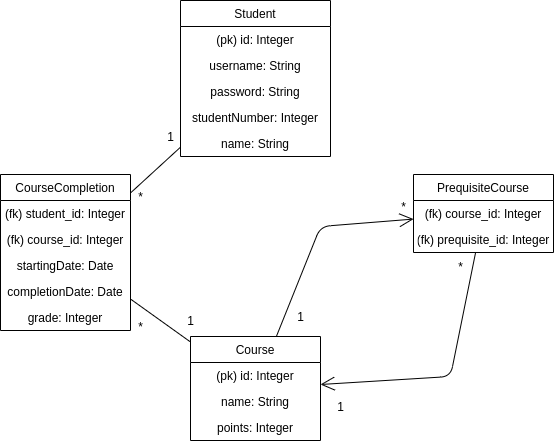 Student
(pk) id: Integer
username: String
password: String
studentNumber: Integer
name: String
1
*
CourseCompletion
(fk) student_id: Integer
(fk) course_id: Integer
startingDate: Date
completionDate: Date
grade: Integer
*
1
PrequisiteCourse
(fk) course_id: Integer
(fk) prequisite_id: Integer
*
*
1
1
Course
(pk) id: Integer
name: String
points: Integer